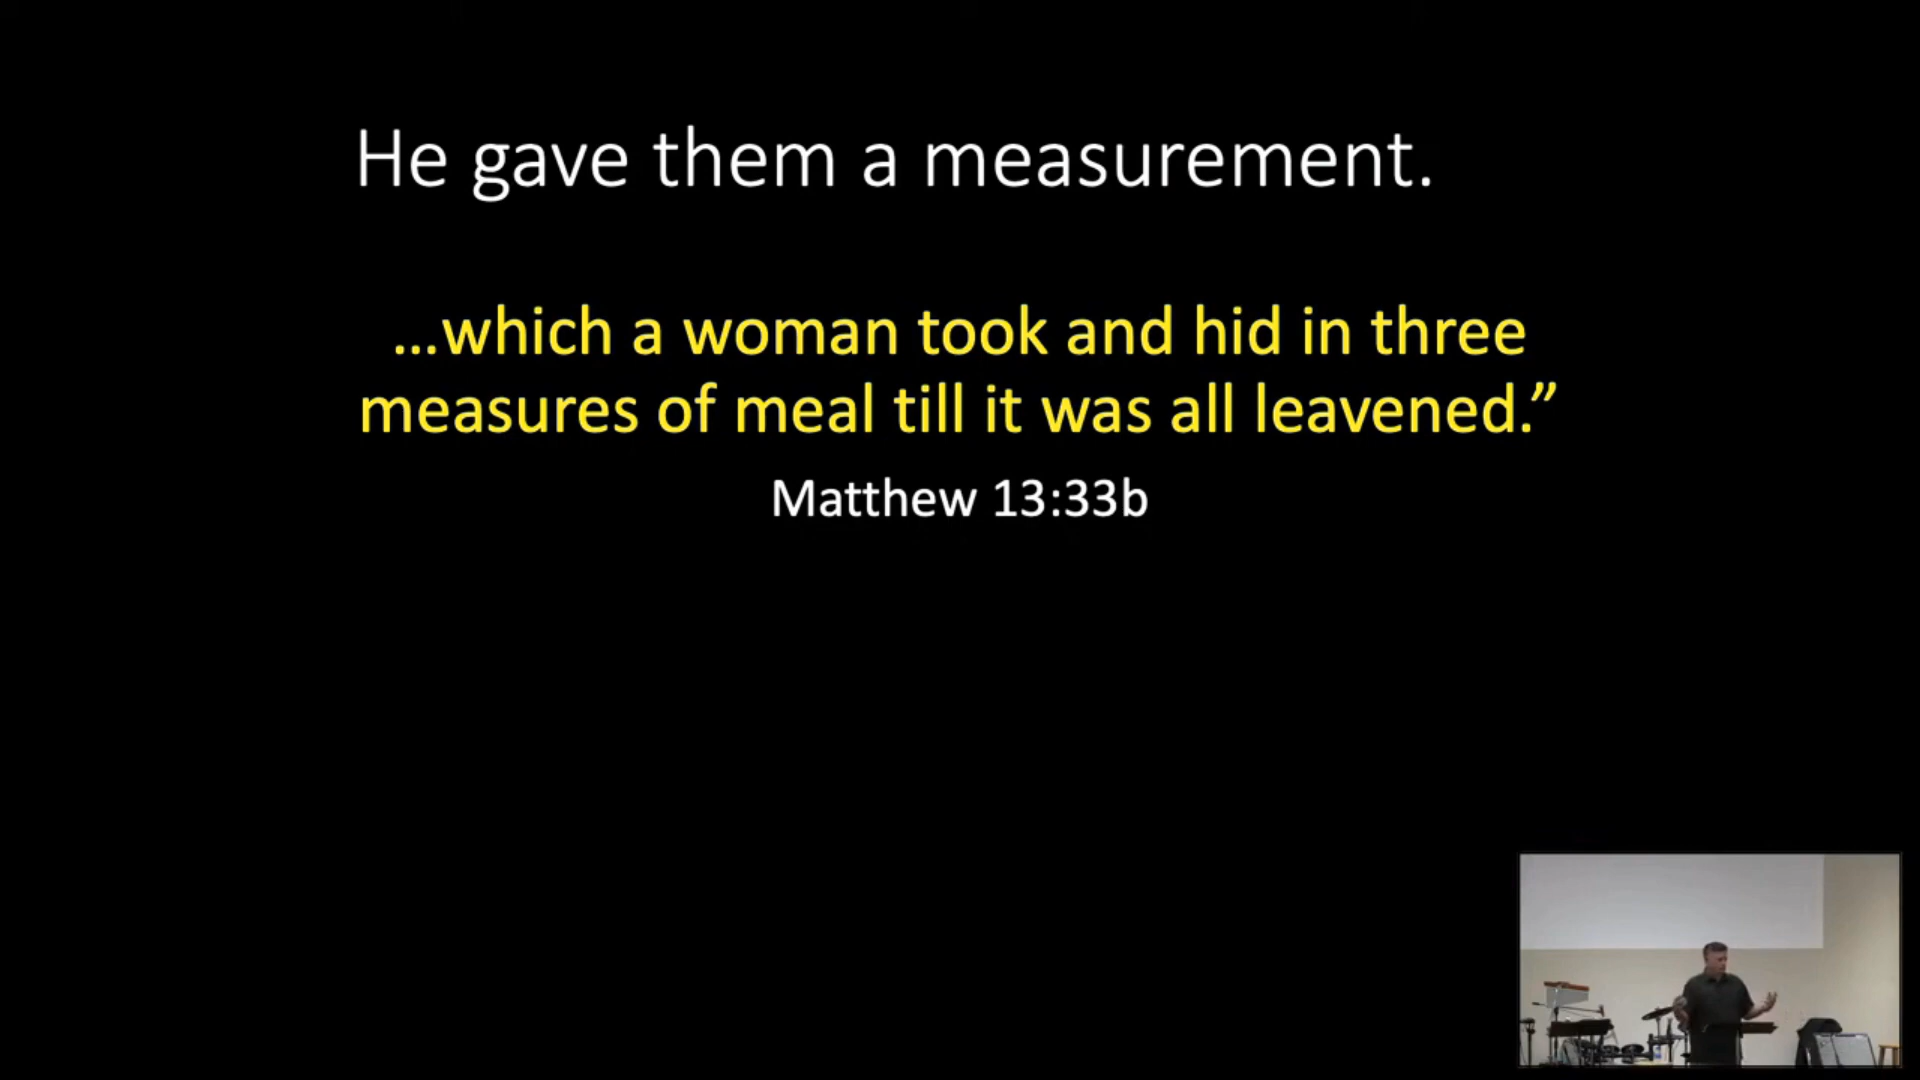 He gave them a measurement.
…which a woman took and hid in three
measures of meal till it was all leavened.”
Matthew 13:33b